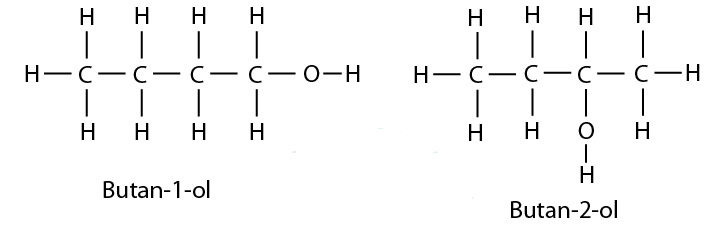 H H H H H H H H
H C C C C O H H C C C C H
H H H H H H O H
H
Butan-1-ol
Butan-2-ol